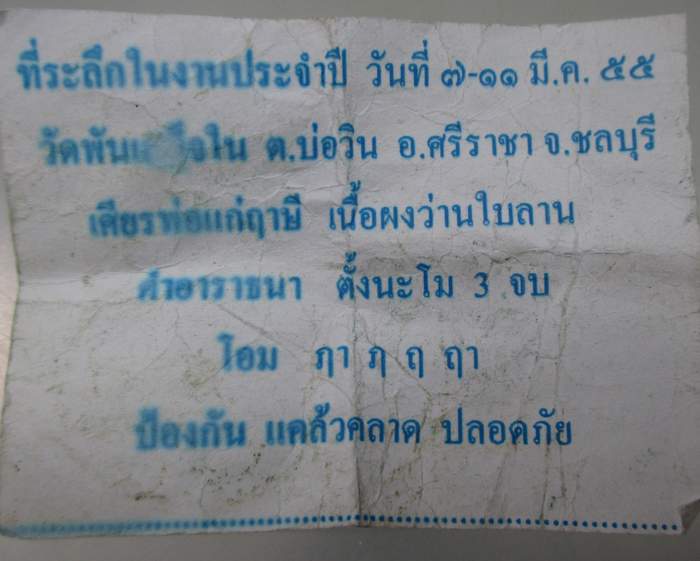 ที่ระลึกในงานประจำปี วันที่ ๗-๑๑ มี.ค. ๕๕
ใน ต.บ่อวิน อ.ศรีราชา จ.ชลบุรี
เศียรพ่อแก่ฤาษี เนื้อผงว่านใบลาน
คำอาราธนา ตั้งนะโม 3 จบ
โอม ฦา ภ ฤ ฤา
ป้องกัน แคล้วคลาด ปลอดภัย